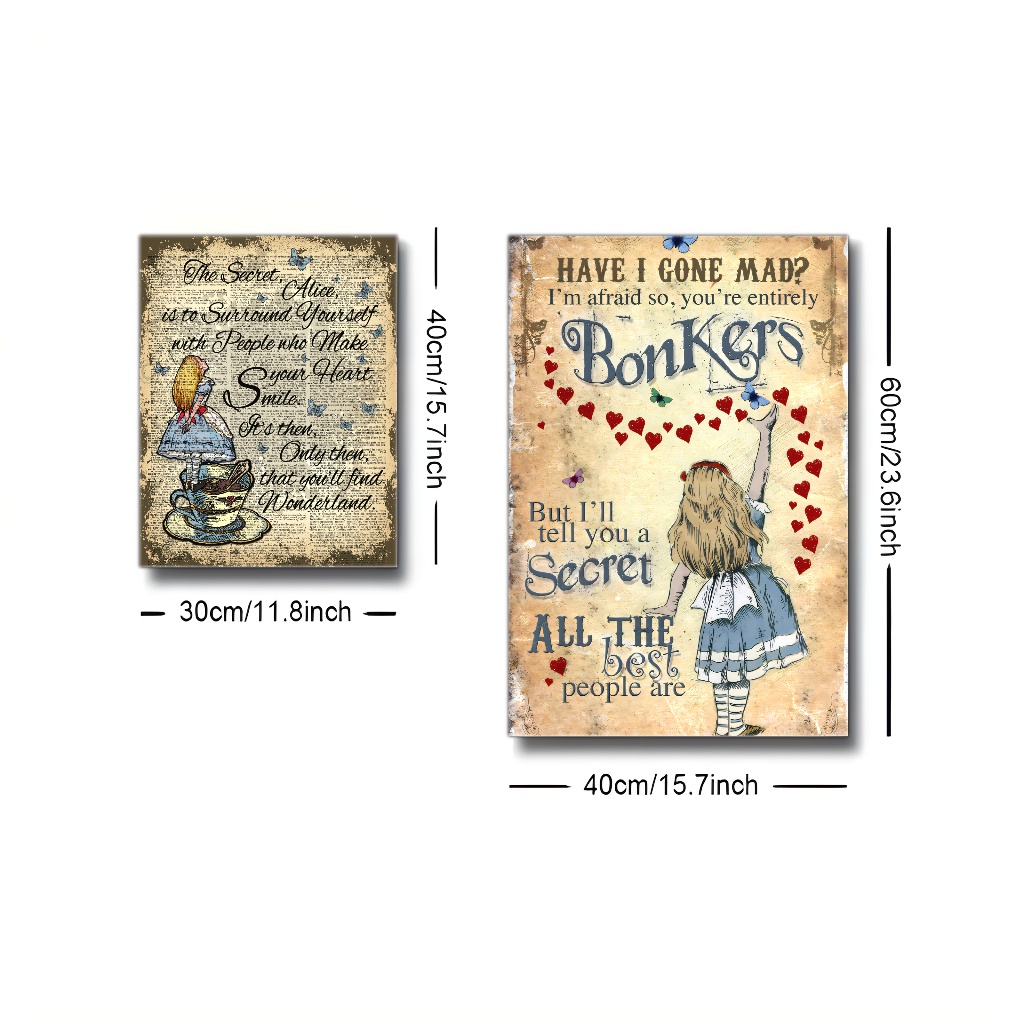 The Secret,
Alice,
is to Surround Yourself
with People who Make
your Heart
Smile.
It's then,
Only then,
that you'll find
Wonderland.
40cm/15.7inch
30cm/11.8inch
HAVE I GONE MAD?
I'm afraid so, you're entirely
BonKers
But I'll
tell you a
Secret
ALL THE
best
people are
60cm/23.6inch
40cm/15.7inch